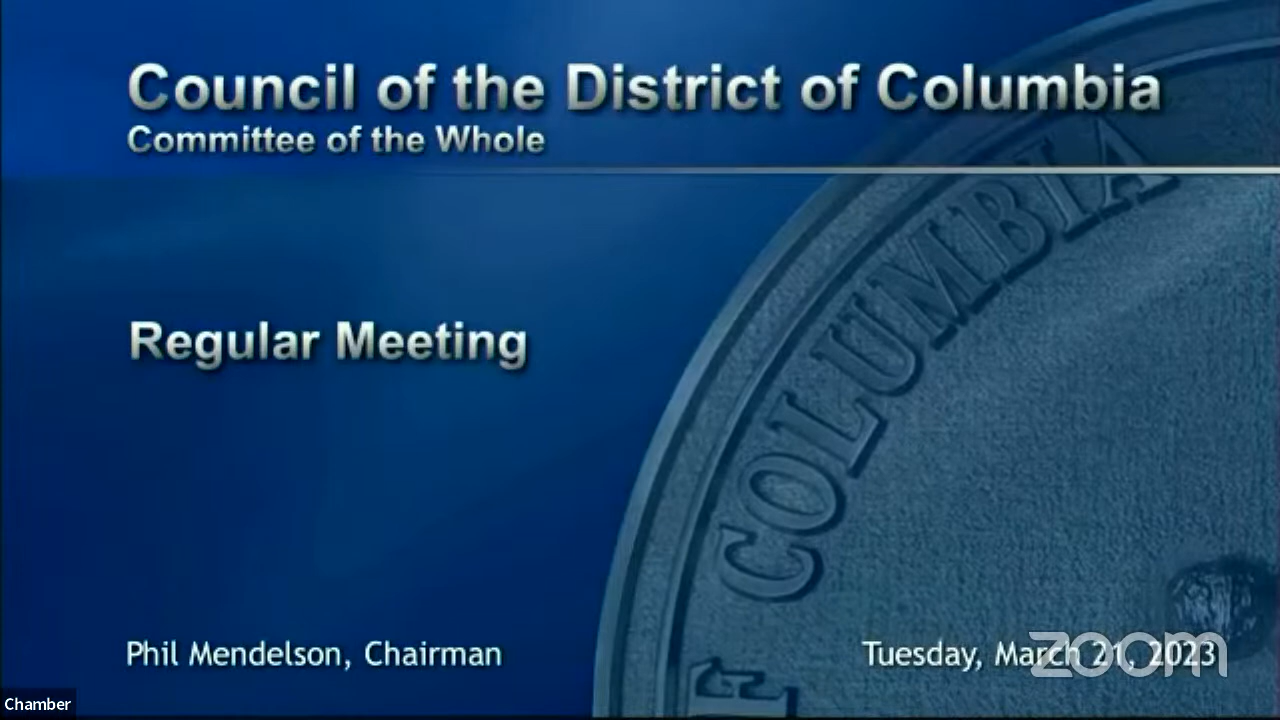 Council of the District of Columbia
Committee of the Whole
Regular Meeting
F COLUMBIA
Phil Mendelson, Chairman
Tuesday, March 21, 2023
zoom
Chamber